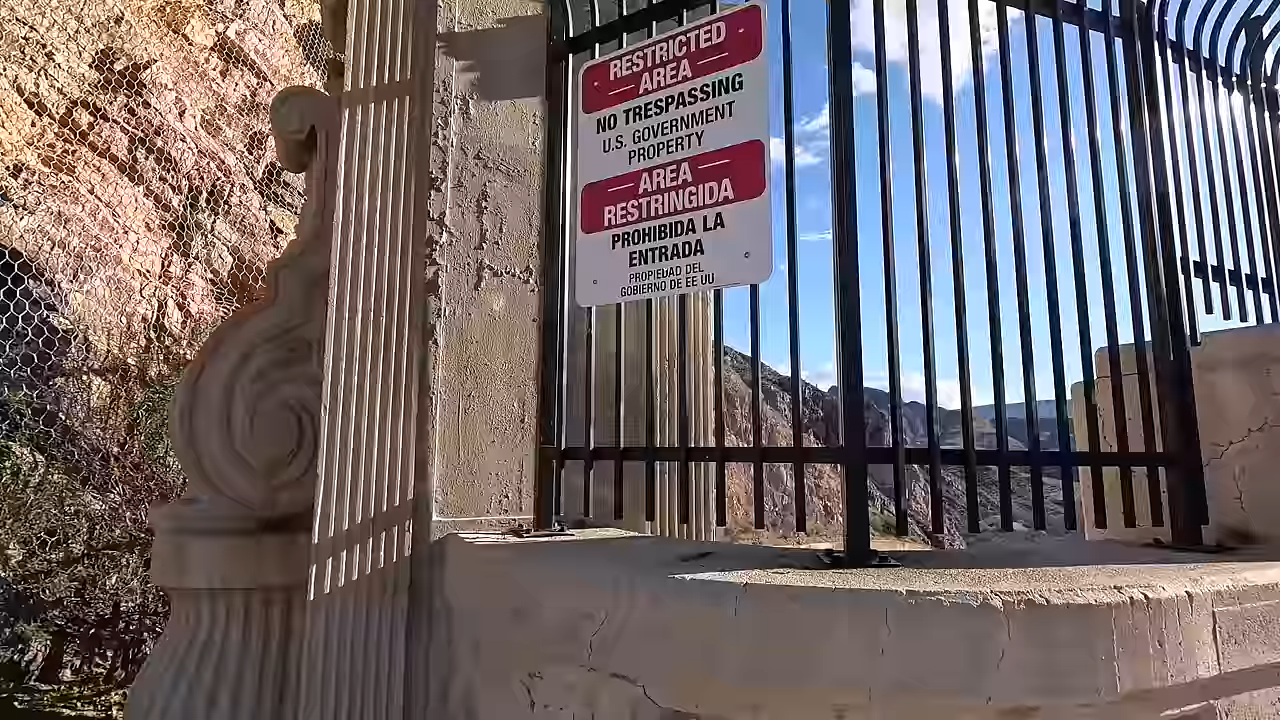 RESTRICTED
AREA
NO TRESPASSING
U.S. GOVERNMENT
PROPERTY
AREA
RESTRINGIDA
PROHIBIDA LA
ENTRADA
PROPIEDAD DEL
GOBIERNO DE EE UU